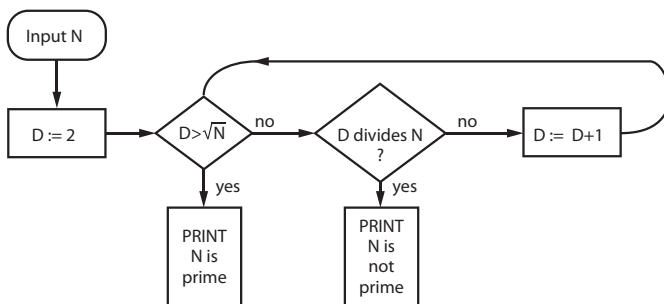 Input N
D := 2
D>√N
no
D divides N
?
no
D := D+1
yes
yes
PRINT
N is
prime
PRINT
N is
not
prime